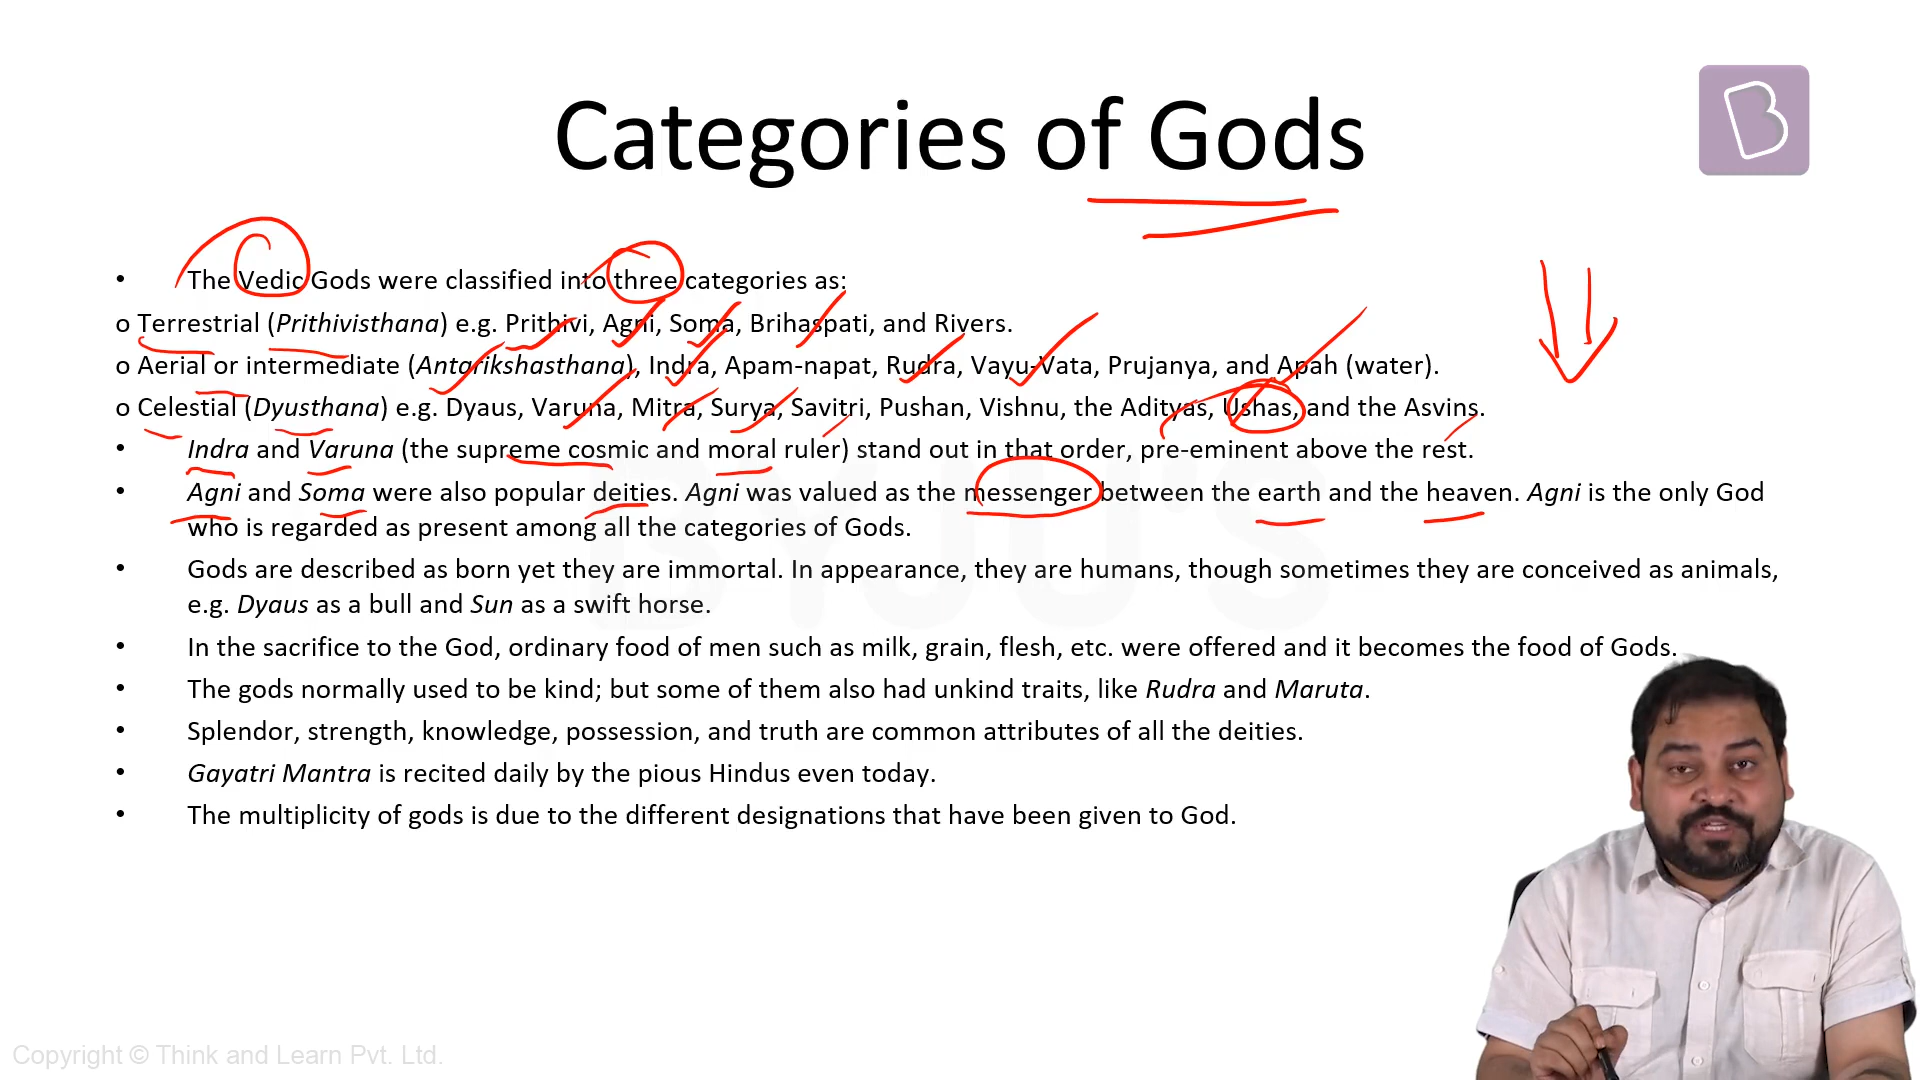 Categories of Gods
B
• The Vedic Gods were classified into three categories as:
o Terrestrial (Prithivisthana) e.g. Prithivi, Agni, Soma, Brihaspati, and Rivers.
o Aerial or intermediate (Antarikshasthana), Indra, Apam-napat, Rudra, Vayu-Vata, Prujanya, and Apah (water).
o Celestial (Dyusthana) e.g. Dyaus, Varuna, Mitra, Surya, Savitri, Pushan, Vishnu, the Adityas, Ushas, and the Asvins.
• Indra and Varuna (the supreme cosmic and moral ruler) stand out in that order, pre-eminent above the rest.
• Agni and Soma were also popular deities. Agni was valued as the messenger between the earth and the heaven. Agni is the only God
who is regarded as present among all the categories of Gods.
• Gods are described as born yet they are immortal. In appearance, they are humans, though sometimes they are conceived as animals,
e.g. Dyaus as a bull and Sun as a swift horse.
• In the sacrifice to the God, ordinary food of men such as milk, grain, flesh, etc. were offered and it becomes the food of Gods.
• The gods normally used to be kind; but some of them also had unkind traits, like Rudra and Maruta.
• Splendor, strength, knowledge, possession, and truth are common attributes of all the deities.
• Gayatri Mantra is recited daily by the pious Hindus even today.
• The multiplicity of gods is due to the different designations that have been given to God.
BYJU'S
Copyright © Think and Learn Pvt. Ltd.